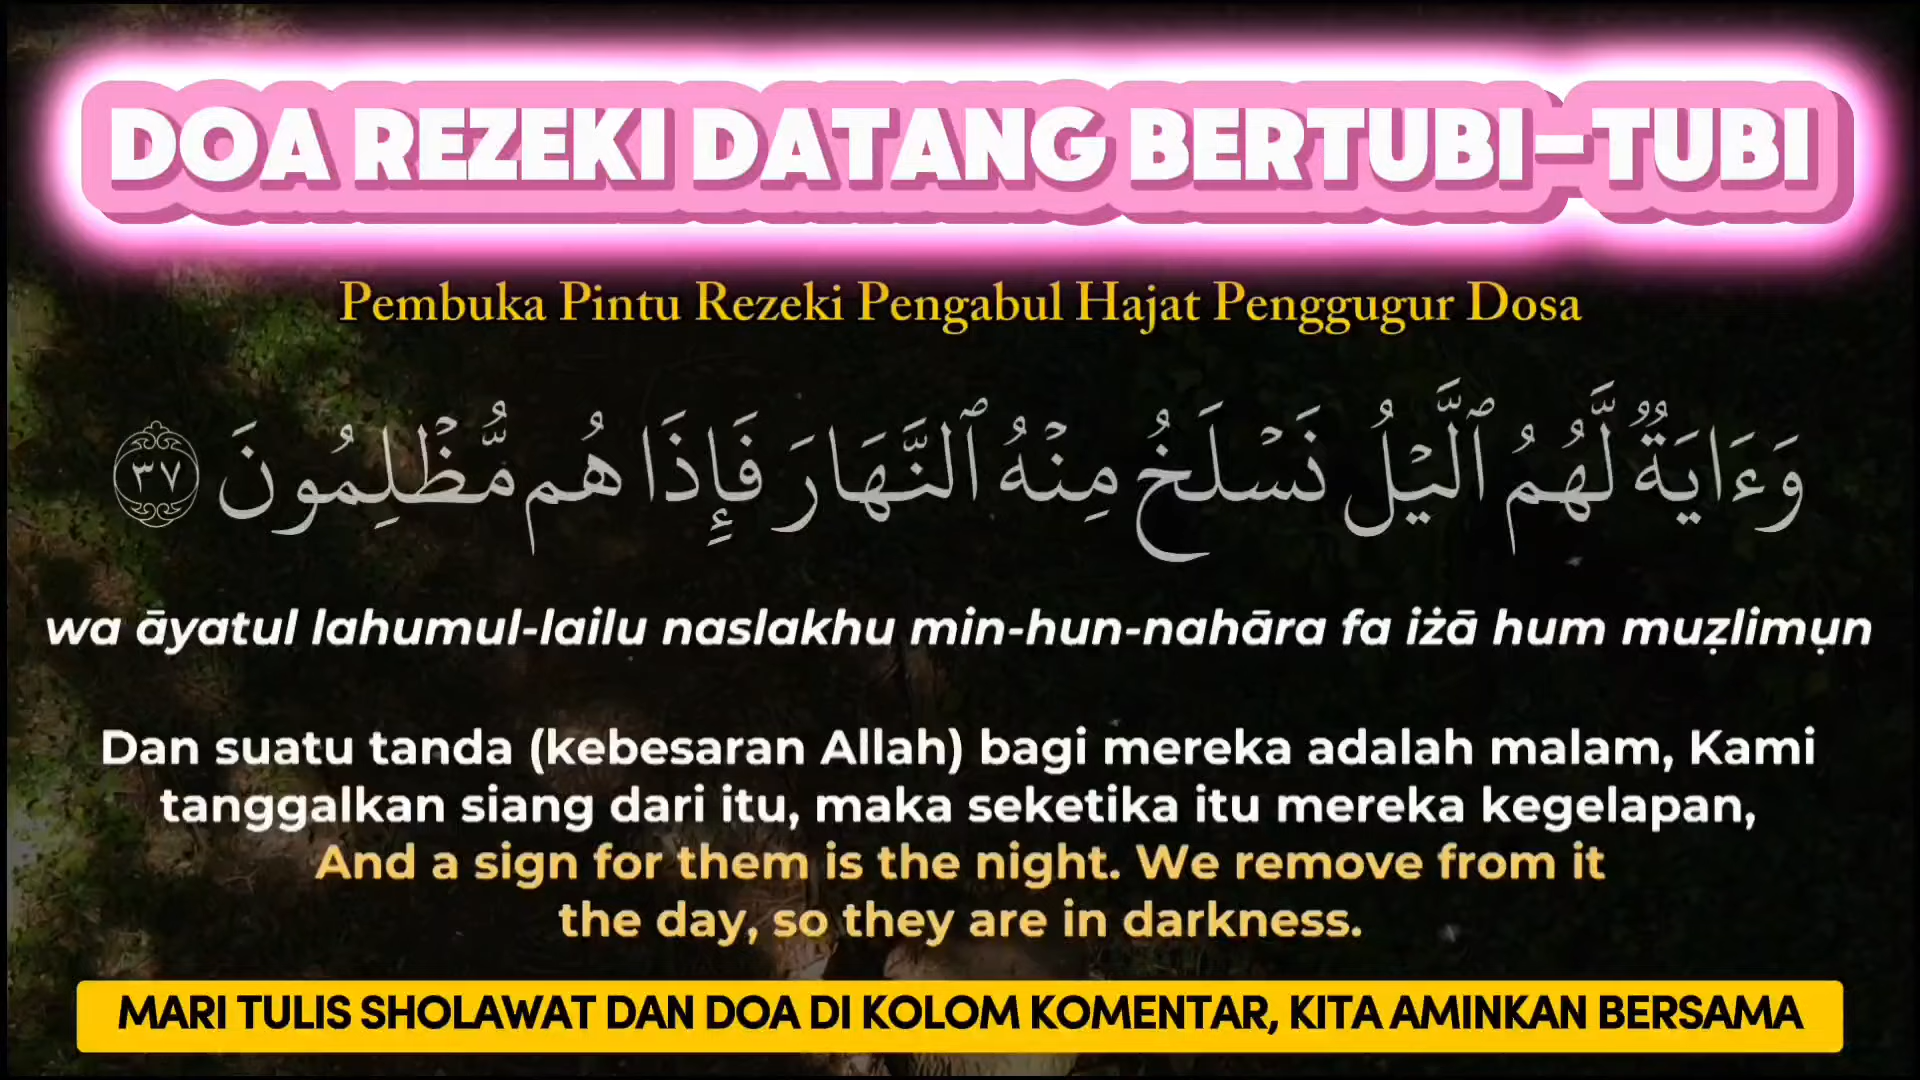 DOA REZEKI DATANG BERTUBI-TUBI
Pembuka Pintu Rezeki Pengabul Hajat Penggugur Dosa
وَءَايَةٌ لَّهُمُ ٱلَّيْلُ نَسْلَخُ مِنْهُ ٱلنَّهَارَ فَإِذَا هُم مُّظْلِمُونَ ٣٧
wa āyatul lahumul-lailu naslakhu min-hun-nahāra fa iżā hum muẓlimụn
Dan suatu tanda (kebesaran Allah) bagi mereka adalah malam, Kami
tanggalkan siang dari itu, maka seketika itu mereka kegelapan,
And a sign for them is the night. We remove from it
the day, so they are in darkness.
MARI TULIS SHOLAWAT DAN DOA DI KOLOM KOMENTAR, KITA AMINKAN BERSAMA